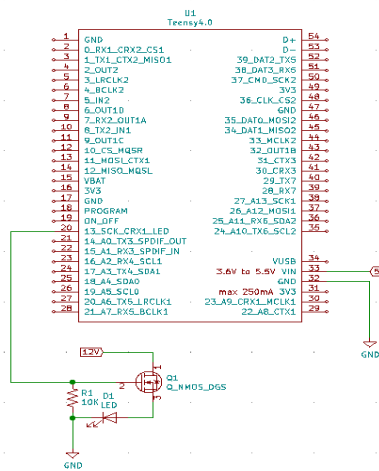 U1
Teensy4.0
1 GND
2 0_RX1_CRX2_CS1
3 1_TX1_CTX2_MISO1
4 2_OUT2
5 3_LRCLK2
6 4_BCLK2
7 5_IN2
8 6_OUT1D
9 7_RX2_OUT1A
10 8_TX2_IN1
11 9_OUT1C
12 10_CS_MQSR
13 11_MOSI_CTX1
14 12_MISO_MQSL
15 VBAT
16 3V3
17 GND
18 PROGRAM
19 ON_OFF
20 13_SCK_CRX1_LED
21 14_A0_TX3_SPDIF_OUT
22 15_A1_RX3_SPDIF_IN
23 16_A2_RX4_SCL1
24 17_A3_TX4_SDA1
25 18_A4_SDA0
26 19_A5_SCL0
27 20_A6_TX5_LRCLK1
28 21_A7_RX5_BCLK1
D+ 54
D- 53
39_DAT2_TX5 52
38_DAT3_RX5 51
37_CMD_SCK2 50
3V3 49
36_CLK_CS2 48
GND 47
35_DAT0_MOSI2 46
34_DAT1_MISO2 45
33_MCLK2 44
32_OUT1B 43
31_CTX3 42
30_CRX3 41
29_TX7 40
28_RX7 39
27_A13_SCK1 38
26_A12_MOSI1 37
25_A11_RX6_SDA2 36
24_A10_TX6_SCL2 35
VUSB 34
3.6V to 5.5V VIN 33
GND 32
max 250mA 3V3 31
23_A9_CRX1_MCLK1 30
22_A8_CTX1 29
5
GND
12V
1
2
3
Q1
Q_NMOS_DGS
R1
10K
D1
LED
GND